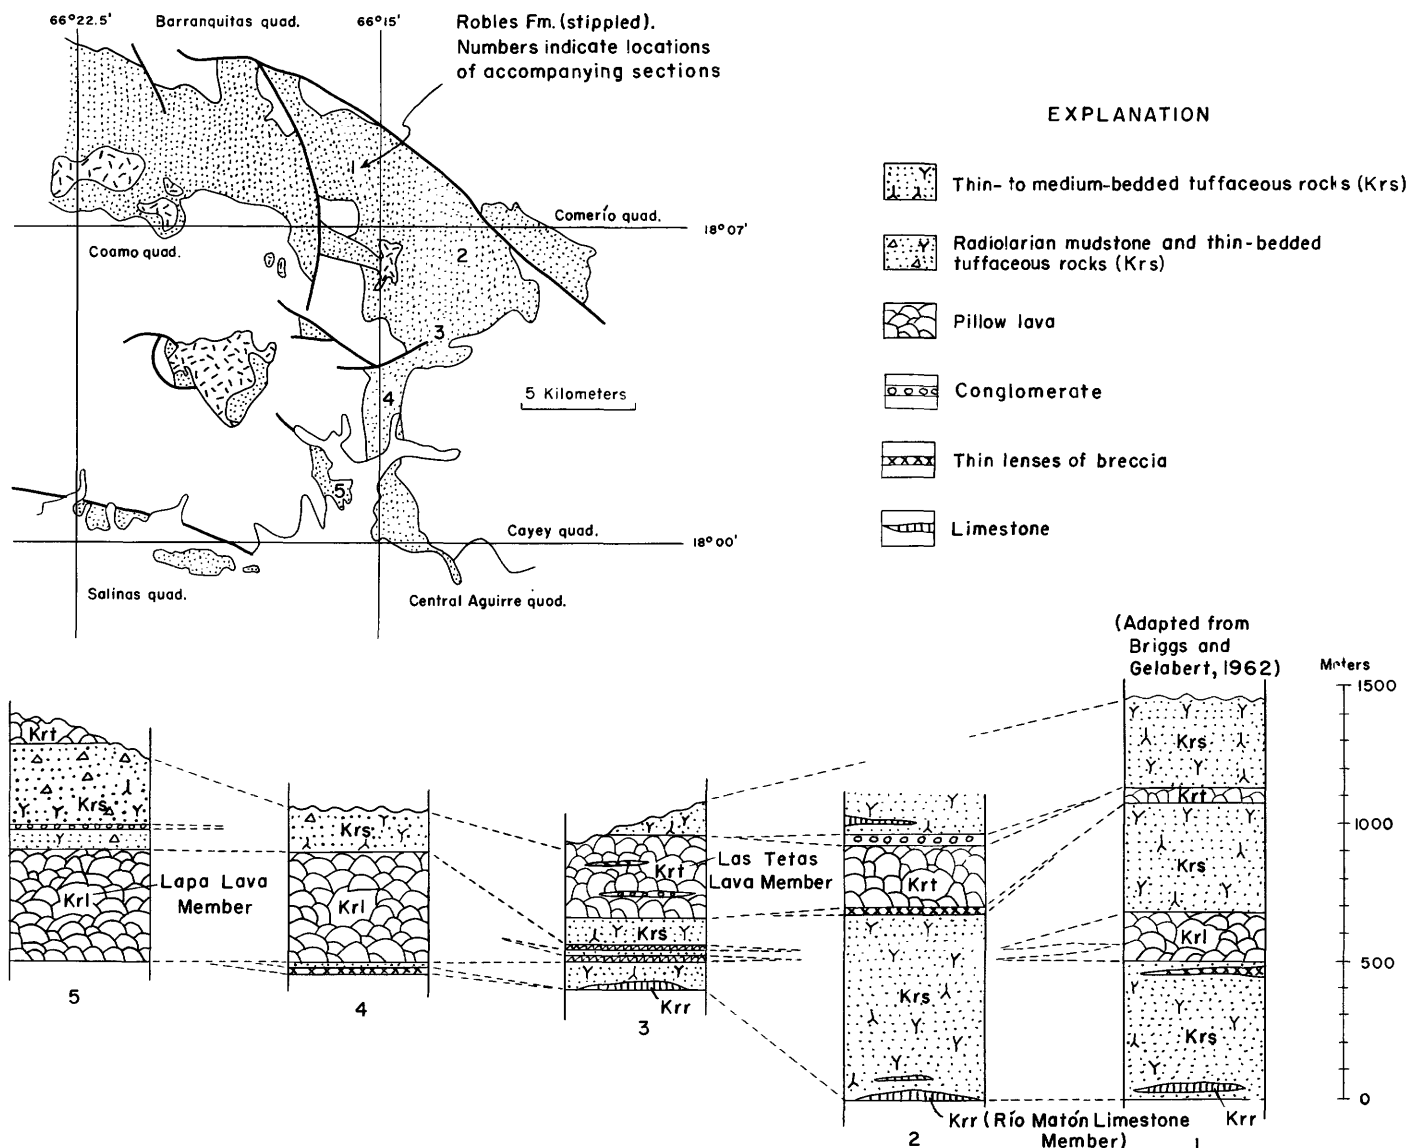 66°22.5'
Barranquitas quad.
66°15'
Robles Fm. (stippled).
Numbers indicate locations
of accompanying sections
1
Comerío quad.
18°07'
Coamo quad.
2
3
5 Kilometers
4
5
Cayey quad.
18°00'
Salinas quad.
Central Aguirre quad.
EXPLANATION
Thin- to medium-bedded tuffaceous rocks (Krs)
Radiolarian mudstone and thin-bedded
tuffaceous rocks (Krs)
Pillow lava
Conglomerate
Thin lenses of breccia
Limestone
(Adapted from
Briggs and
Gelabert, 1962)
Meters
1500
1000
500
0
Krt
Krs
Krl
Lapa Lava
Member
5
Krs
Krl
4
Krt
Las Tetas
Lava Member
Krs
Krr
3
Krt
Krs
Krr (Río Matón Limestone
Member)
2
Krs
Krt
Krs
Krl
Krs
Krr
1